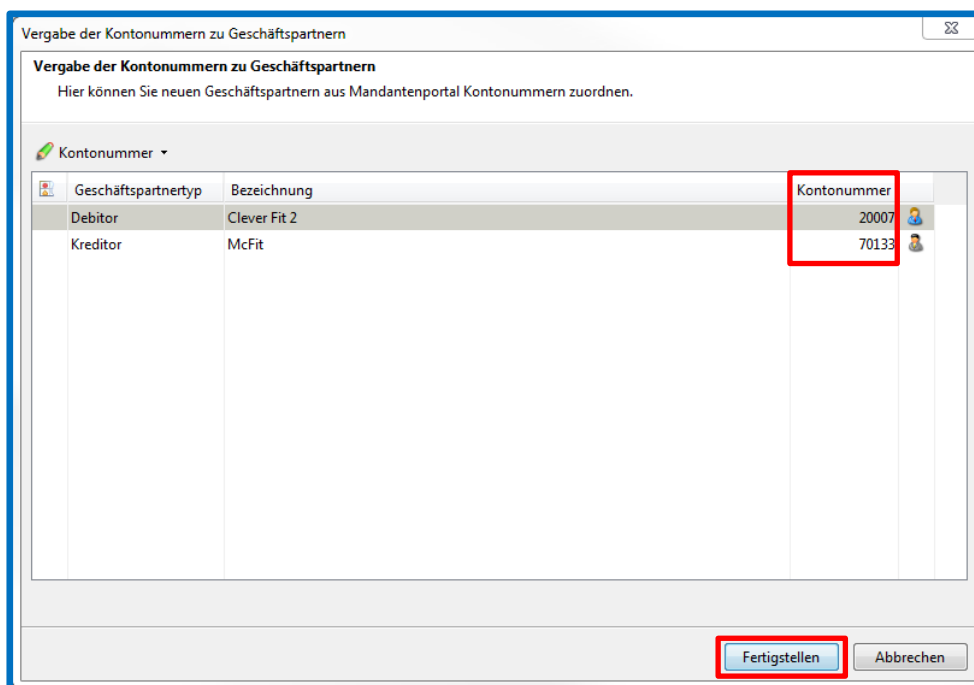 Vergabe der Kontonummern zu Geschäftspartnern
Vergabe der Kontonummern zu Geschäftspartnern
Hier können Sie neuen Geschäftspartnern aus Mandantenportal Kontonummern zuordnen.
Kontonummer
Geschäftspartnertyp Bezeichnung Kontonummer
Debitor Clever Fit 2 20007
Kreditor McFit 70133
Fertigstellen Abbrechen